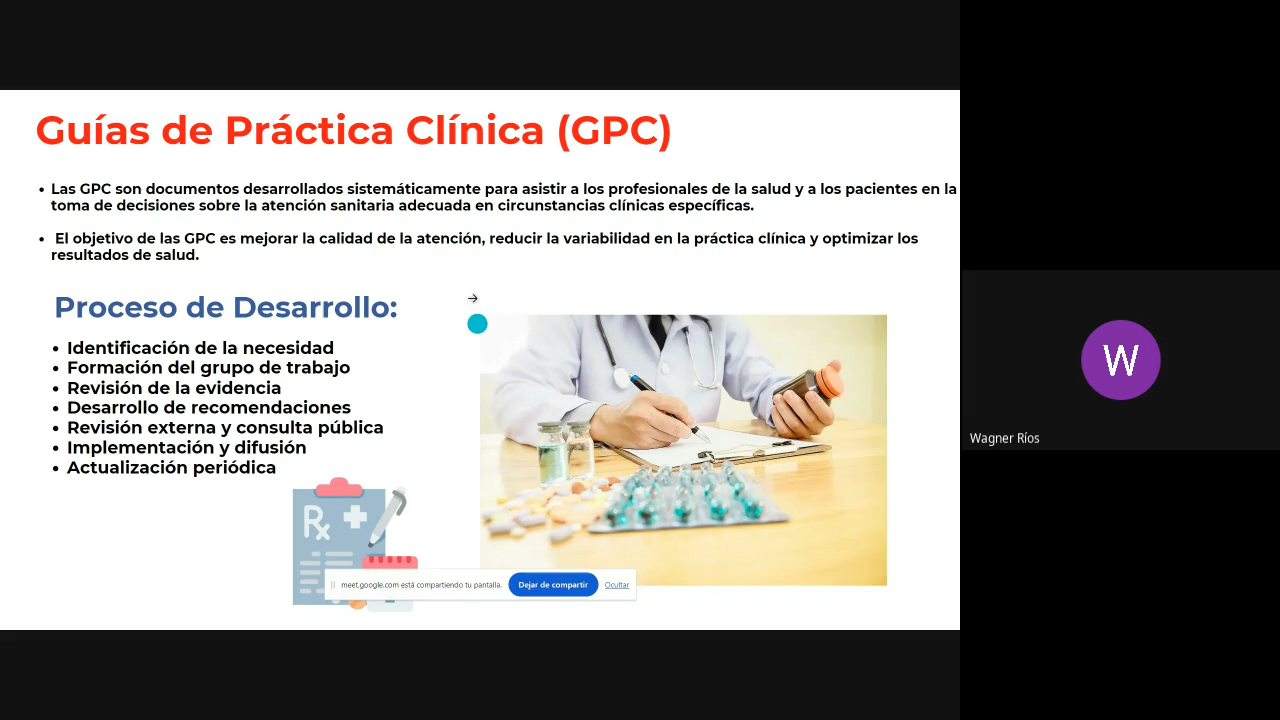 Guías de Práctica Clínica (GPC)
• Las GPC son documentos desarrollados sistemáticamente para asistir a los profesionales de la salud y a los pacientes en la
toma de decisiones sobre la atención sanitaria adecuada en circunstancias clínicas específicas.
• El objetivo de las GPC es mejorar la calidad de la atención, reducir la variabilidad en la práctica clínica y optimizar los
resultados de salud.
Proceso de Desarrollo:
• Identificación de la necesidad
• Formación del grupo de trabajo
• Revisión de la evidencia
• Desarrollo de recomendaciones
• Revisión externa y consulta pública
• Implementación y difusión
• Actualización periódica
Rx
meet.google.com está compartiendo tu pantalla.
Dejar de compartir
Ocultar
W
Wagner Ríos